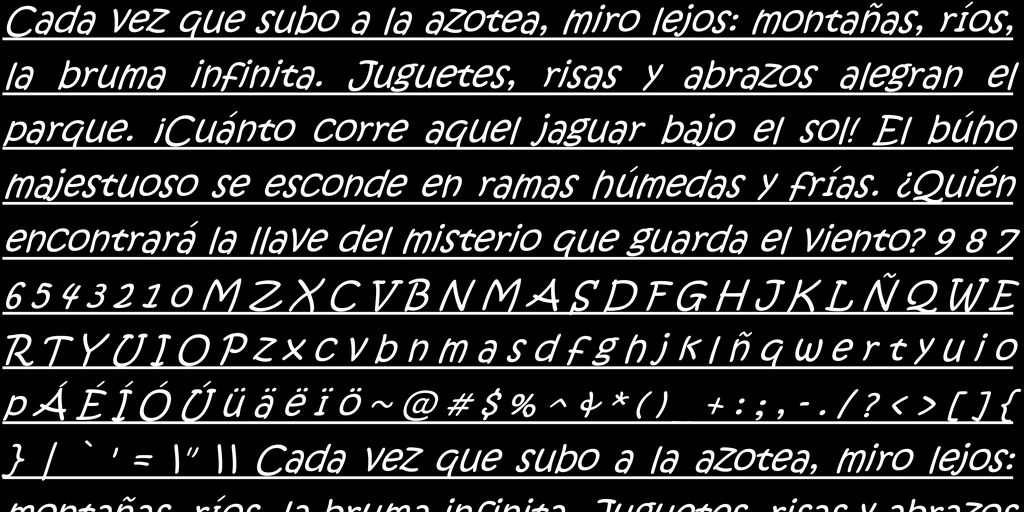 Cada vez que subo a la azotea, miro lejos: montañas, ríos,
la bruma infinita. Juguetes, risas y abrazos alegran el
parque. ¡Cuánto corre aquel jaguar bajo el sol! El búho
majestuoso se esconde en ramas húmedas y frías. ¿Quién
encontrará la llave del misterio que guarda el viento? 9 8 7
6 5 4 3 2 1 0 M Z X C V B N M A S D F G H J K L Ñ Q W E
R T Y U I O P z x c v b n m a s d f g h j k l ñ q w e r t y u i o
p Á É Í Ó Ú ü ä ë ï ö ~ @ # $ % ^ & * ( ) _ + : ; , - . / ? < > [ ] {
} | ` ' = \" \\ Cada vez que subo a la azotea, miro lejos:
montañas, ríos, la bruma infinita. Juguetes, risas y abrazos